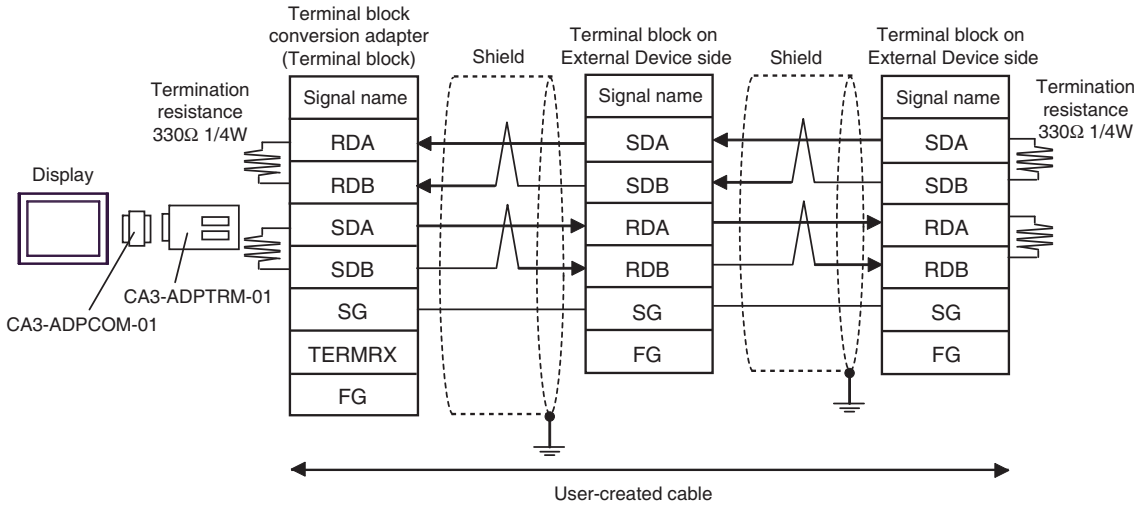 Terminal block
conversion adapter
(Terminal block)
Shield
Terminal block on
External Device side
Shield
Terminal block on
External Device side
Termination
resistance
330Ω 1/4W
Termination
resistance
330Ω 1/4W
Display
CA3-ADPCOM-01
CA3-ADPTRM-01
Signal name
RDA
RDB
SDA
SDB
SG
TERMRX
FG
Signal name
SDA
SDB
RDA
RDB
SG
FG
Signal name
SDA
SDB
RDA
RDB
SG
FG
User-created cable